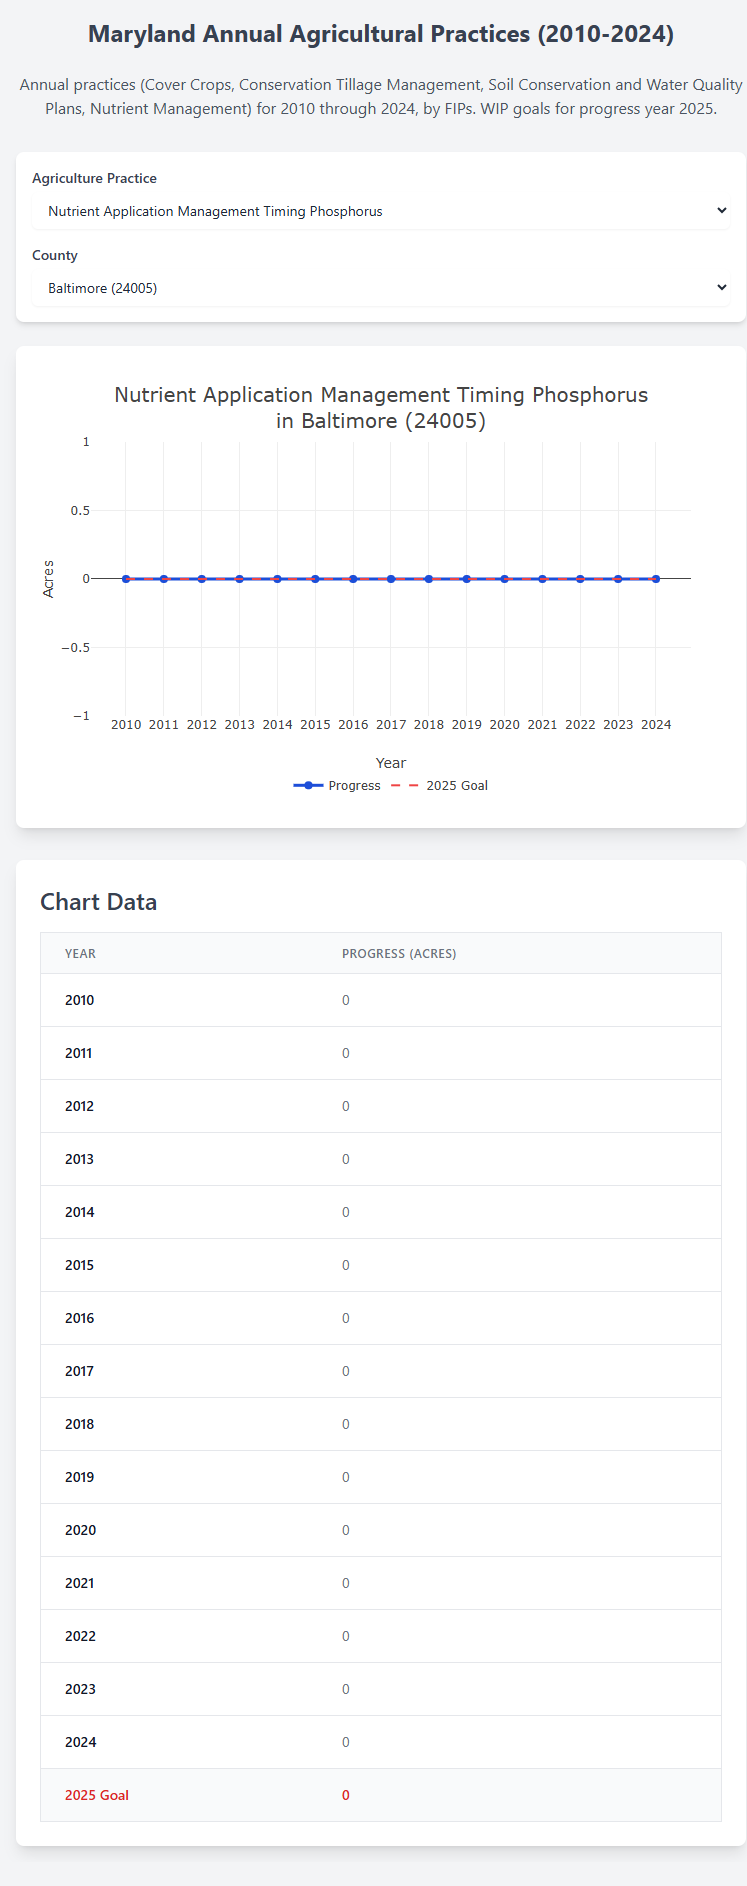 Maryland Annual Agricultural Practices (2010-2024)
Annual practices (Cover Crops, Conservation Tillage Management, Soil Conservation and Water Quality
Plans, Nutrient Management) for 2010 through 2024, by FIPs. WIP goals for progress year 2025.
Agriculture Practice
Nutrient Application Management Timing Phosphorus
County
Baltimore (24005)
Nutrient Application Management Timing Phosphorus
in Baltimore (24005)
1
0.5
0
−0.5
−1
Acres
2010 2011 2012 2013 2014 2015 2016 2017 2018 2019 2020 2021 2022 2023 2024
Year
Progress 2025 Goal
Chart Data
YEAR PROGRESS (ACRES)
2010 0
2011 0
2012 0
2013 0
2014 0
2015 0
2016 0
2017 0
2018 0
2019 0
2020 0
2021 0
2022 0
2023 0
2024 0
2025 Goal 0